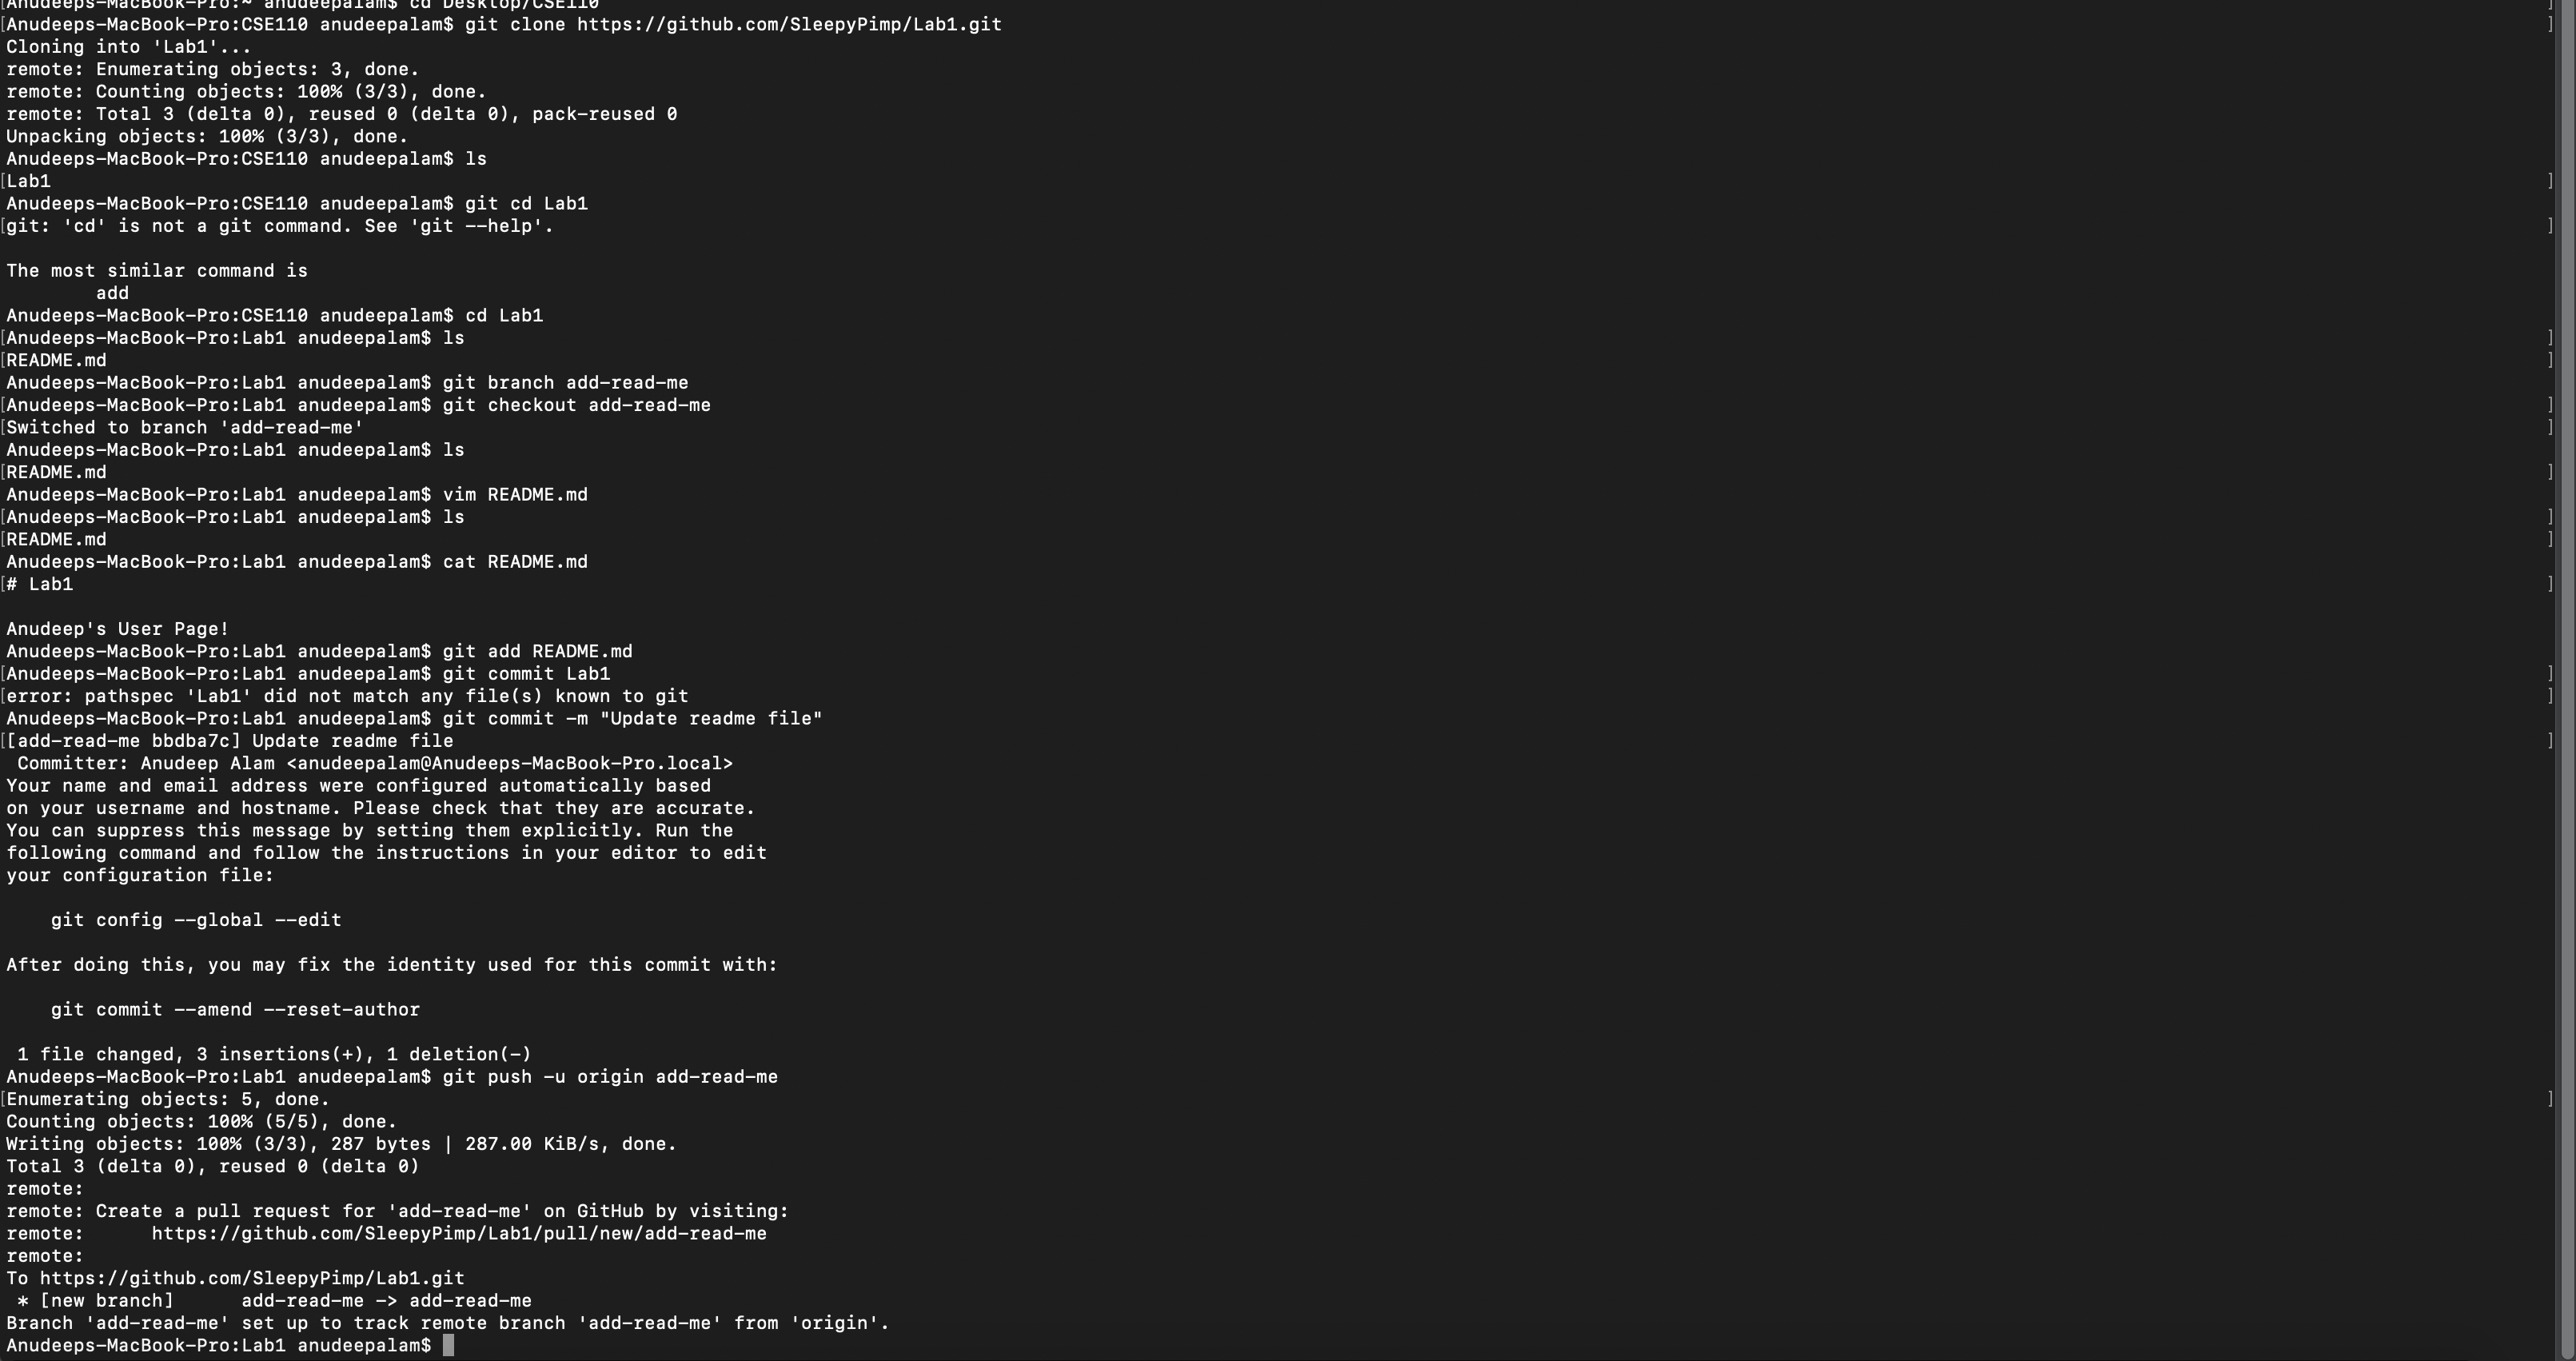 [Anudeeps-MacBook-Pro:~ anudeepalam$ cd Desktop/CSE110 ]
[Anudeeps-MacBook-Pro:CSE110 anudeepalam$ git clone https://github.com/SleepyPimp/Lab1.git ]
Cloning into 'Lab1'...
remote: Enumerating objects: 3, done.
remote: Counting objects: 100% (3/3), done.
remote: Total 3 (delta 0), reused 0 (delta 0), pack-reused 0
Unpacking objects: 100% (3/3), done.
Anudeeps-MacBook-Pro:CSE110 anudeepalam$ ls
[Lab1 ]
Anudeeps-MacBook-Pro:CSE110 anudeepalam$ git cd Lab1
[git: 'cd' is not a git command. See 'git --help'. ]
The most similar command is
add
Anudeeps-MacBook-Pro:CSE110 anudeepalam$ cd Lab1
[Anudeeps-MacBook-Pro:Lab1 anudeepalam$ ls ]
[README.md ]
Anudeeps-MacBook-Pro:Lab1 anudeepalam$ git branch add-read-me
[Anudeeps-MacBook-Pro:Lab1 anudeepalam$ git checkout add-read-me ]
[Switched to branch 'add-read-me' ]
Anudeeps-MacBook-Pro:Lab1 anudeepalam$ ls
[README.md ]
Anudeeps-MacBook-Pro:Lab1 anudeepalam$ vim README.md
[Anudeeps-MacBook-Pro:Lab1 anudeepalam$ ls ]
[README.md ]
Anudeeps-MacBook-Pro:Lab1 anudeepalam$ cat README.md
[# Lab1 ]
Anudeep's User Page!
Anudeeps-MacBook-Pro:Lab1 anudeepalam$ git add README.md
[Anudeeps-MacBook-Pro:Lab1 anudeepalam$ git commit Lab1 ]
[error: pathspec 'Lab1' did not match any file(s) known to git ]
Anudeeps-MacBook-Pro:Lab1 anudeepalam$ git commit -m "Update readme file"
[[add-read-me bbdba7c] Update readme file ]
Committer: Anudeep Alam <anudeepalam@Anudeeps-MacBook-Pro.local>
Your name and email address were configured automatically based
on your username and hostname. Please check that they are accurate.
You can suppress this message by setting them explicitly. Run the
following command and follow the instructions in your editor to edit
your configuration file:
git config --global --edit
After doing this, you may fix the identity used for this commit with:
git commit --amend --reset-author
1 file changed, 3 insertions(+), 1 deletion(-)
Anudeeps-MacBook-Pro:Lab1 anudeepalam$ git push -u origin add-read-me
[Enumerating objects: 5, done. ]
Counting objects: 100% (5/5), done.
Writing objects: 100% (3/3), 287 bytes | 287.00 KiB/s, done.
Total 3 (delta 0), reused 0 (delta 0)
remote:
remote: Create a pull request for 'add-read-me' on GitHub by visiting:
remote: https://github.com/SleepyPimp/Lab1/pull/new/add-read-me
remote:
To https://github.com/SleepyPimp/Lab1.git
* [new branch] add-read-me -> add-read-me
Branch 'add-read-me' set up to track remote branch 'add-read-me' from 'origin'.
Anudeeps-MacBook-Pro:Lab1 anudeepalam$